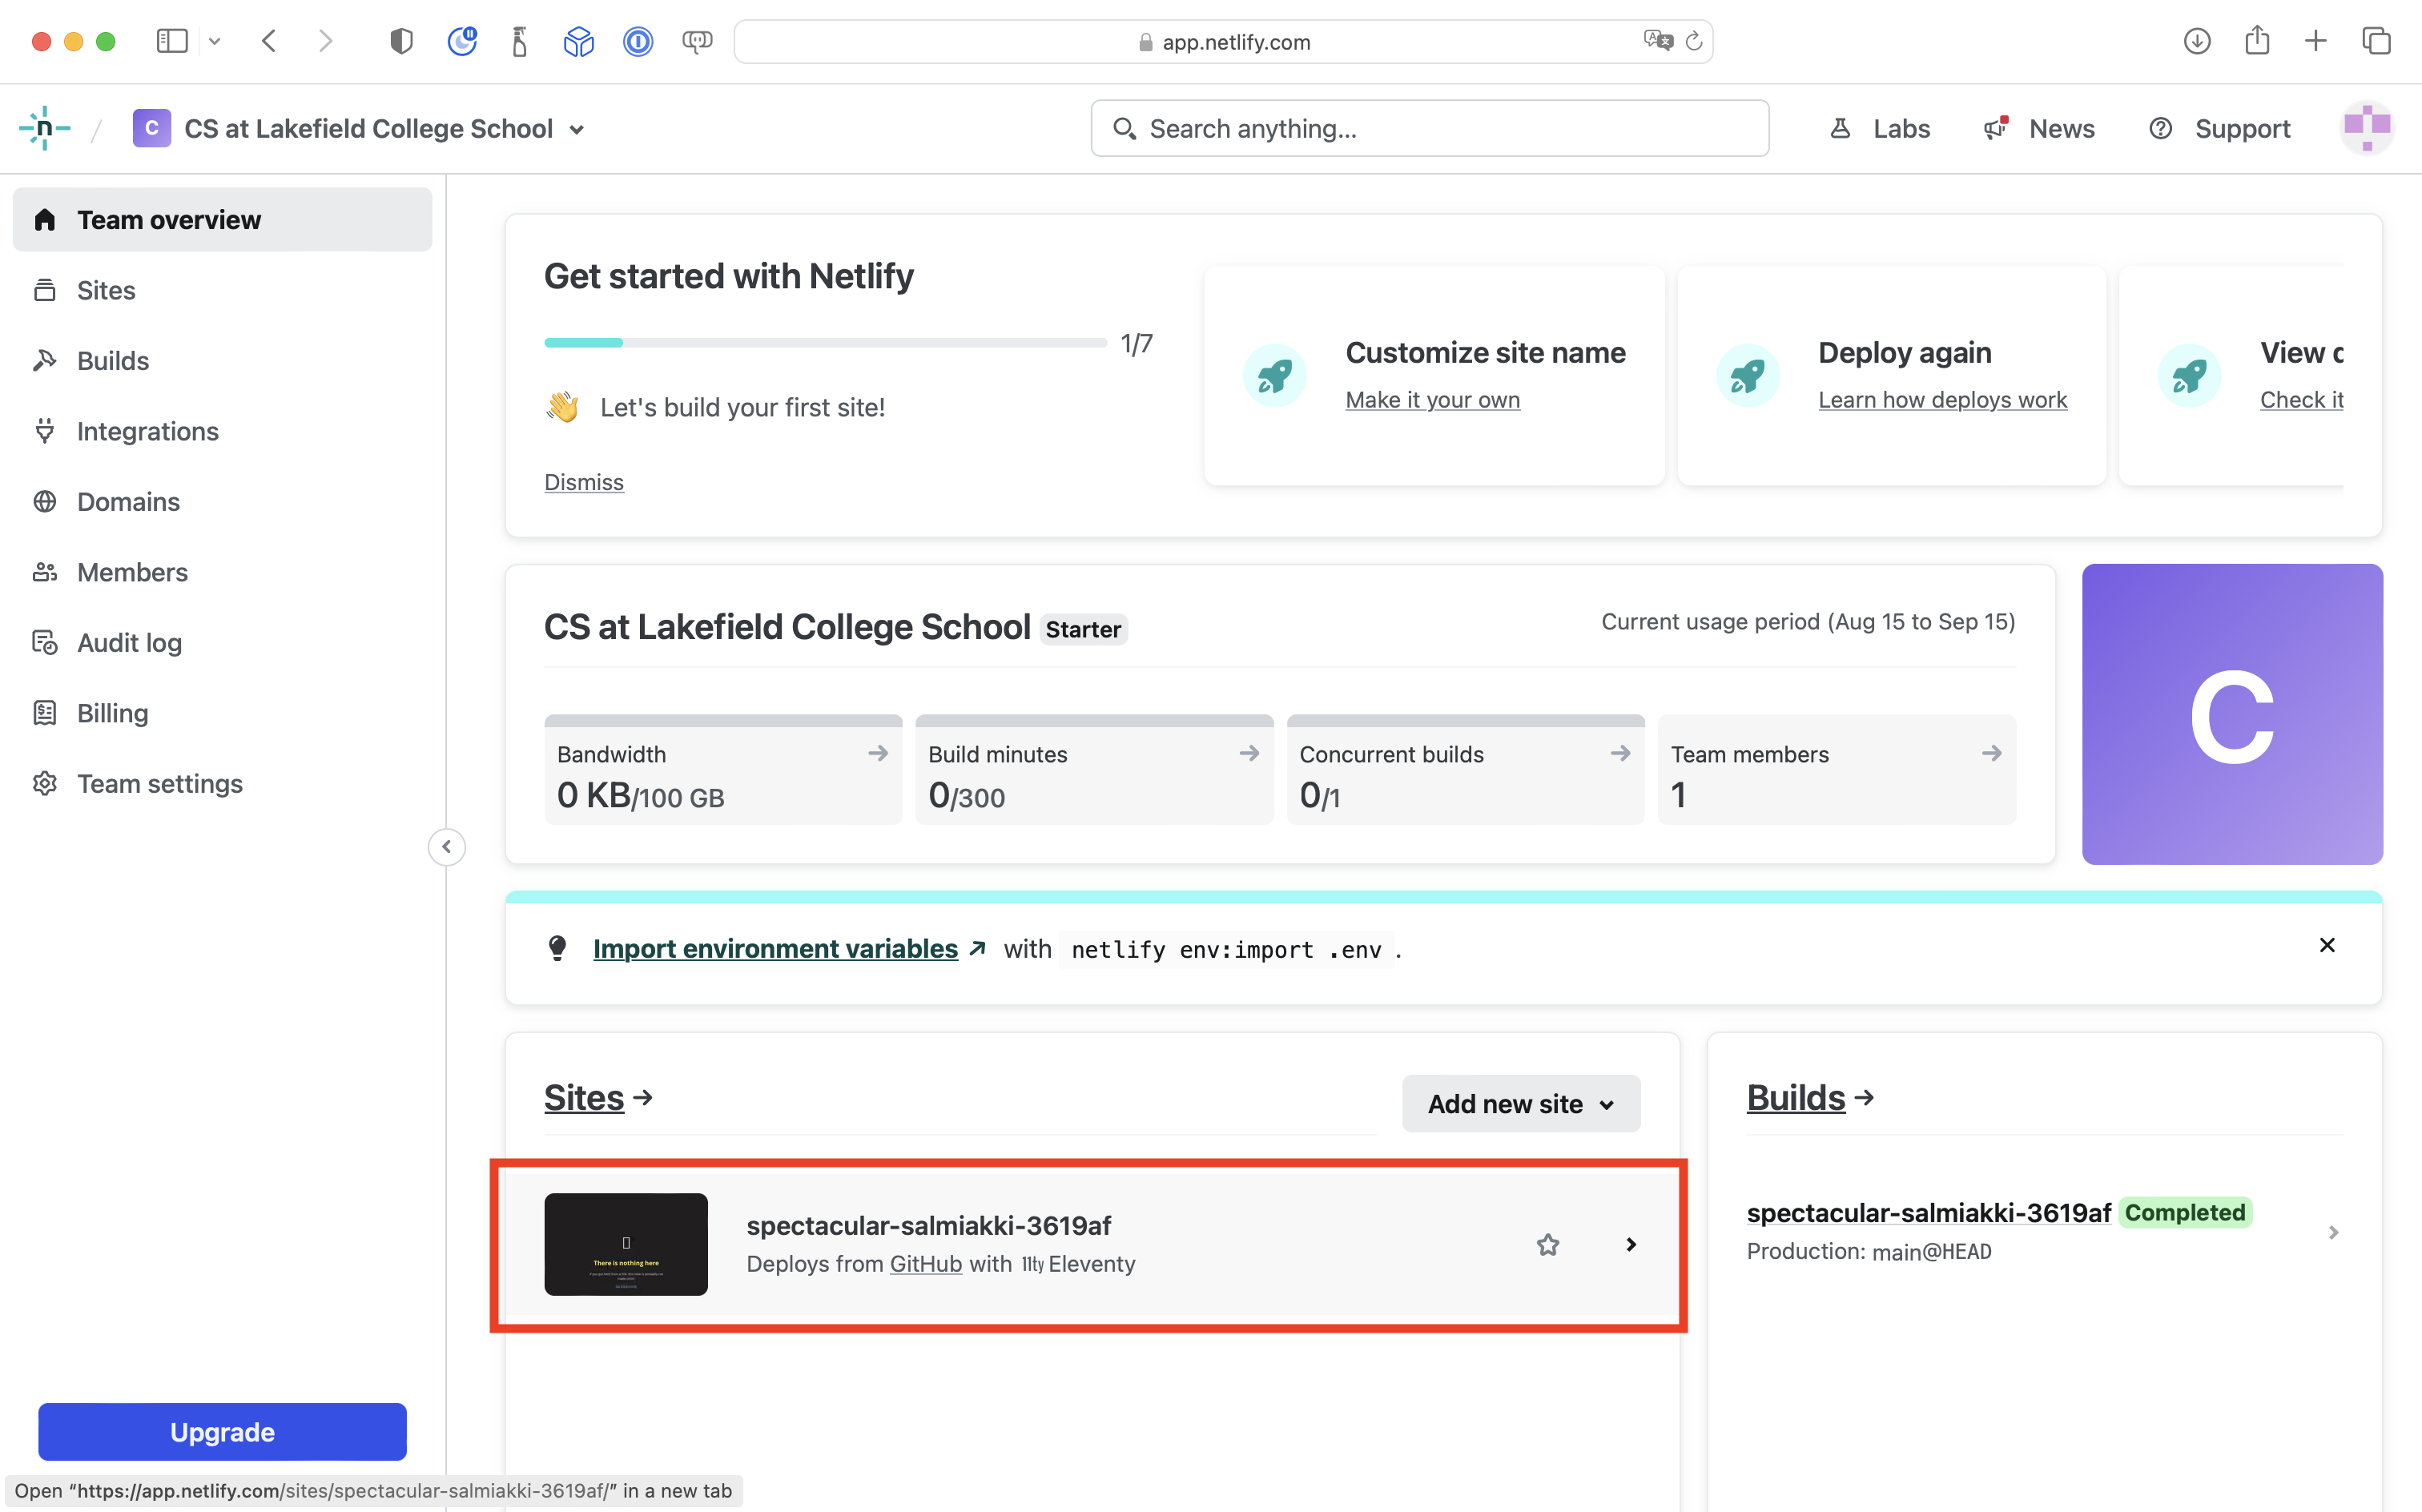 app.netlify.com
n / C CS at Lakefield College School
Search anything...
Labs
News
Support
Team overview
Sites
Builds
Integrations
Domains
Members
Audit log
Billing
Team settings
Upgrade
Get started with Netlify
1/7
👋 Let's build your first site!
Dismiss
Customize site name
Make it your own
Deploy again
Learn how deploys work
View
Check it
CS at Lakefield College School Starter
Current usage period (Aug 15 to Sep 15)
Bandwidth
0 KB/100 GB
Build minutes
0/300
Concurrent builds
0/1
Team members
1
C
Import environment variables ↗ with netlify env:import .env .
Sites →
Add new site
There is nothing here
spectacular-salmiakki-3619af
Deploys from GitHub with 11ty Eleventy
Builds →
spectacular-salmiakki-3619af Completed
Production: main@HEAD
Open “https://app.netlify.com/sites/spectacular-salmiakki-3619af/” in a new tab